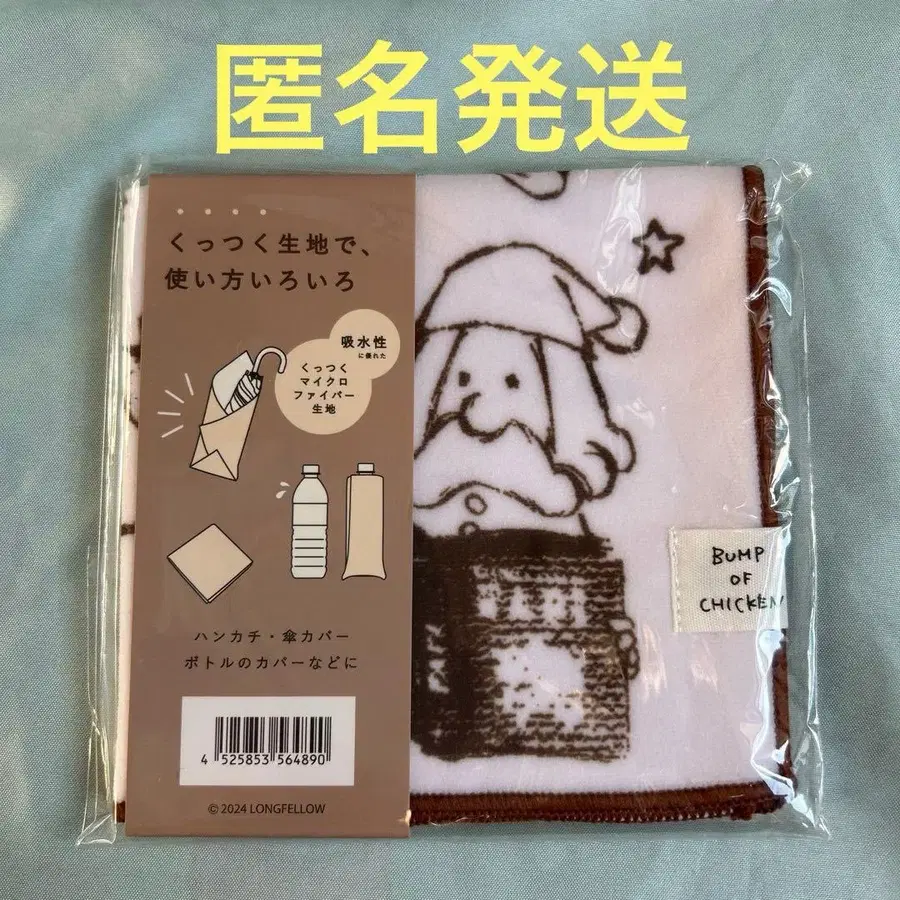 匿名発送
くっつく生地で、
使い方いろいろ
吸水性
に優れた
くっつく
マイクロ
ファイバー
生地
ハンカチ・傘カバー
ボトルのカバーなどに
4 525853 564890
© 2024 LONGFELLOW
BUMP
OF
CHICKEN